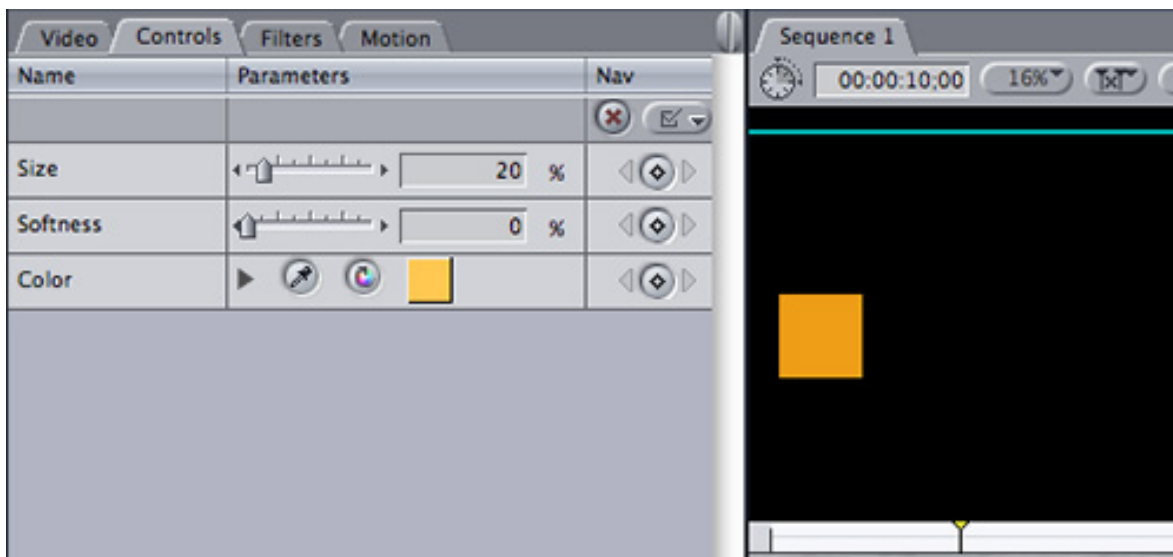 Video Controls Filters Motion
Name Parameters Nav
Size 20 %
Softness 0 %
Color
Sequence 1
00:00:10;00 16%